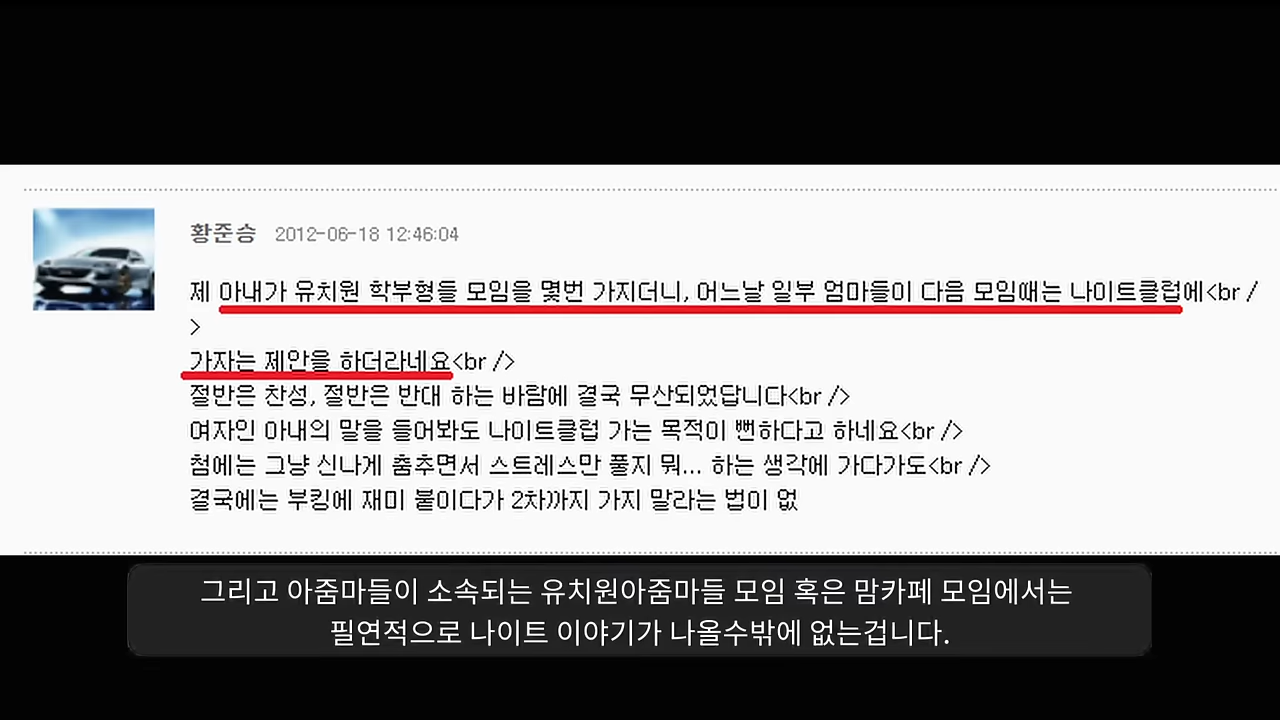 황준승 2012-06-18 12:46:04
제 아내가 유치원 학부형들 모임을 몇번 가지더니, 어느날 일부 엄마들이 다음 모임때는 나이트클럽에<br /
>
가자는 제안을 하더라네요<br />
절반은 찬성, 절반은 반대 하는 바람에 결국 무산되었답니다<br />
여자인 아내의 말을 들어봐도 나이트클럽 가는 목적이 뻔하다고 하네요<br />
첨에는 그냥 신나게 춤추면서 스트레스만 풀지 뭐... 하는 생각에 가다가도<br />
결국에는 부킹에 재미 붙이다가 2차까지 가지 말라는 법이 없
그리고 아줌마들이 소속되는 유치원아줌마들 모임 혹은 맘카페 모임에서는
필연적으로 나이트 이야기가 나올수밖에 없는겁니다.